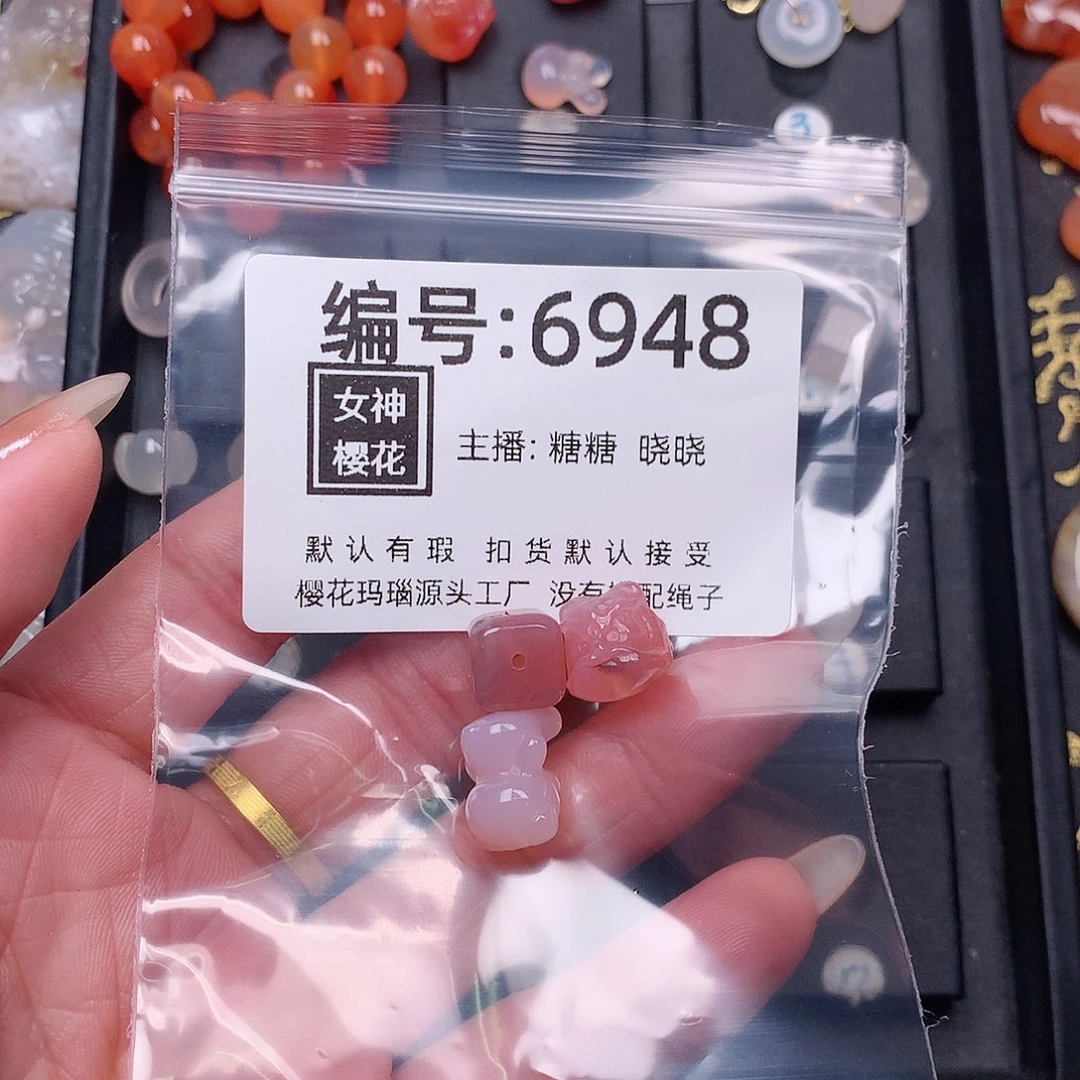 编号:6948
女神
樱花
主播: 糖糖 晓晓
默认有瑕 扣货默认接受
樱花玛瑙源头工厂 没有 配绳子
3